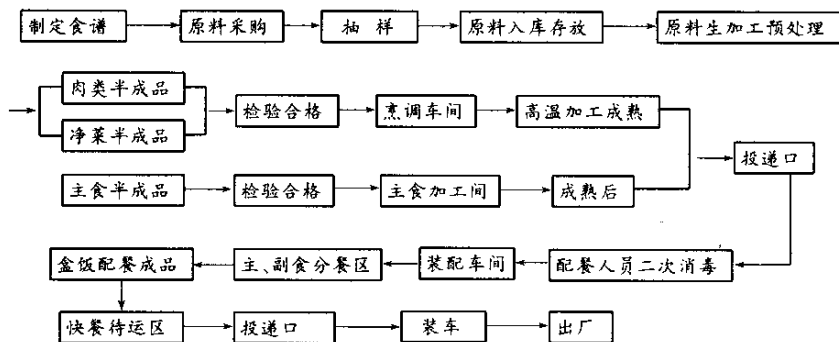 制定食谱 原料采购 抽样 原料入库存放 原料生加工预处理
肉类半成品
检验合格 烹调车间 高温加工成熟
净菜半成品
投递口
主食半成品 检验合格 主食加工间 成熟后
盒饭配餐成品 主、副食分餐区 装配车间 配餐人员二次消毒
快餐待运区 投递口 装车 出厂